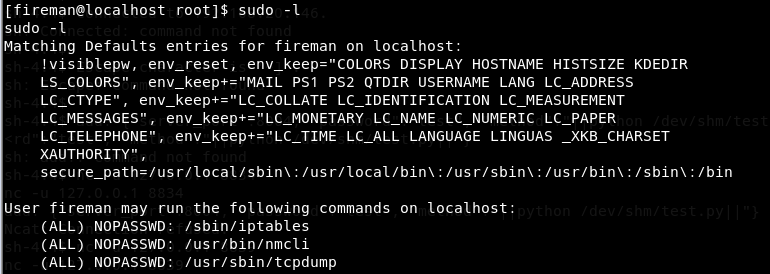 [fireman@localhost root]$ sudo -l
sudo -l
Matching Defaults entries for fireman on localhost:
    !visiblepw, env_reset, env_keep="COLORS DISPLAY HOSTNAME HISTSIZE KDEDIR
    LS_COLORS", env_keep+="MAIL PS1 PS2 QTDIR USERNAME LANG LC_ADDRESS
    LC_CTYPE", env_keep+="LC_COLLATE LC_IDENTIFICATION LC_MEASUREMENT
    LC_MESSAGES", env_keep+="LC_MONETARY LC_NAME LC_NUMERIC LC_PAPER
    LC_TELEPHONE", env_keep+="LC_TIME LC_ALL LANGUAGE LINGUAS _XKB_CHARSET
    XAUTHORITY",
    secure_path=/usr/local/sbin\:/usr/local/bin\:/usr/sbin\:/usr/bin\:/sbin\:/bin
User fireman may run the following commands on localhost:
    (ALL) NOPASSWD: /sbin/iptables
    (ALL) NOPASSWD: /usr/bin/nmcli
    (ALL) NOPASSWD: /usr/sbin/tcpdump